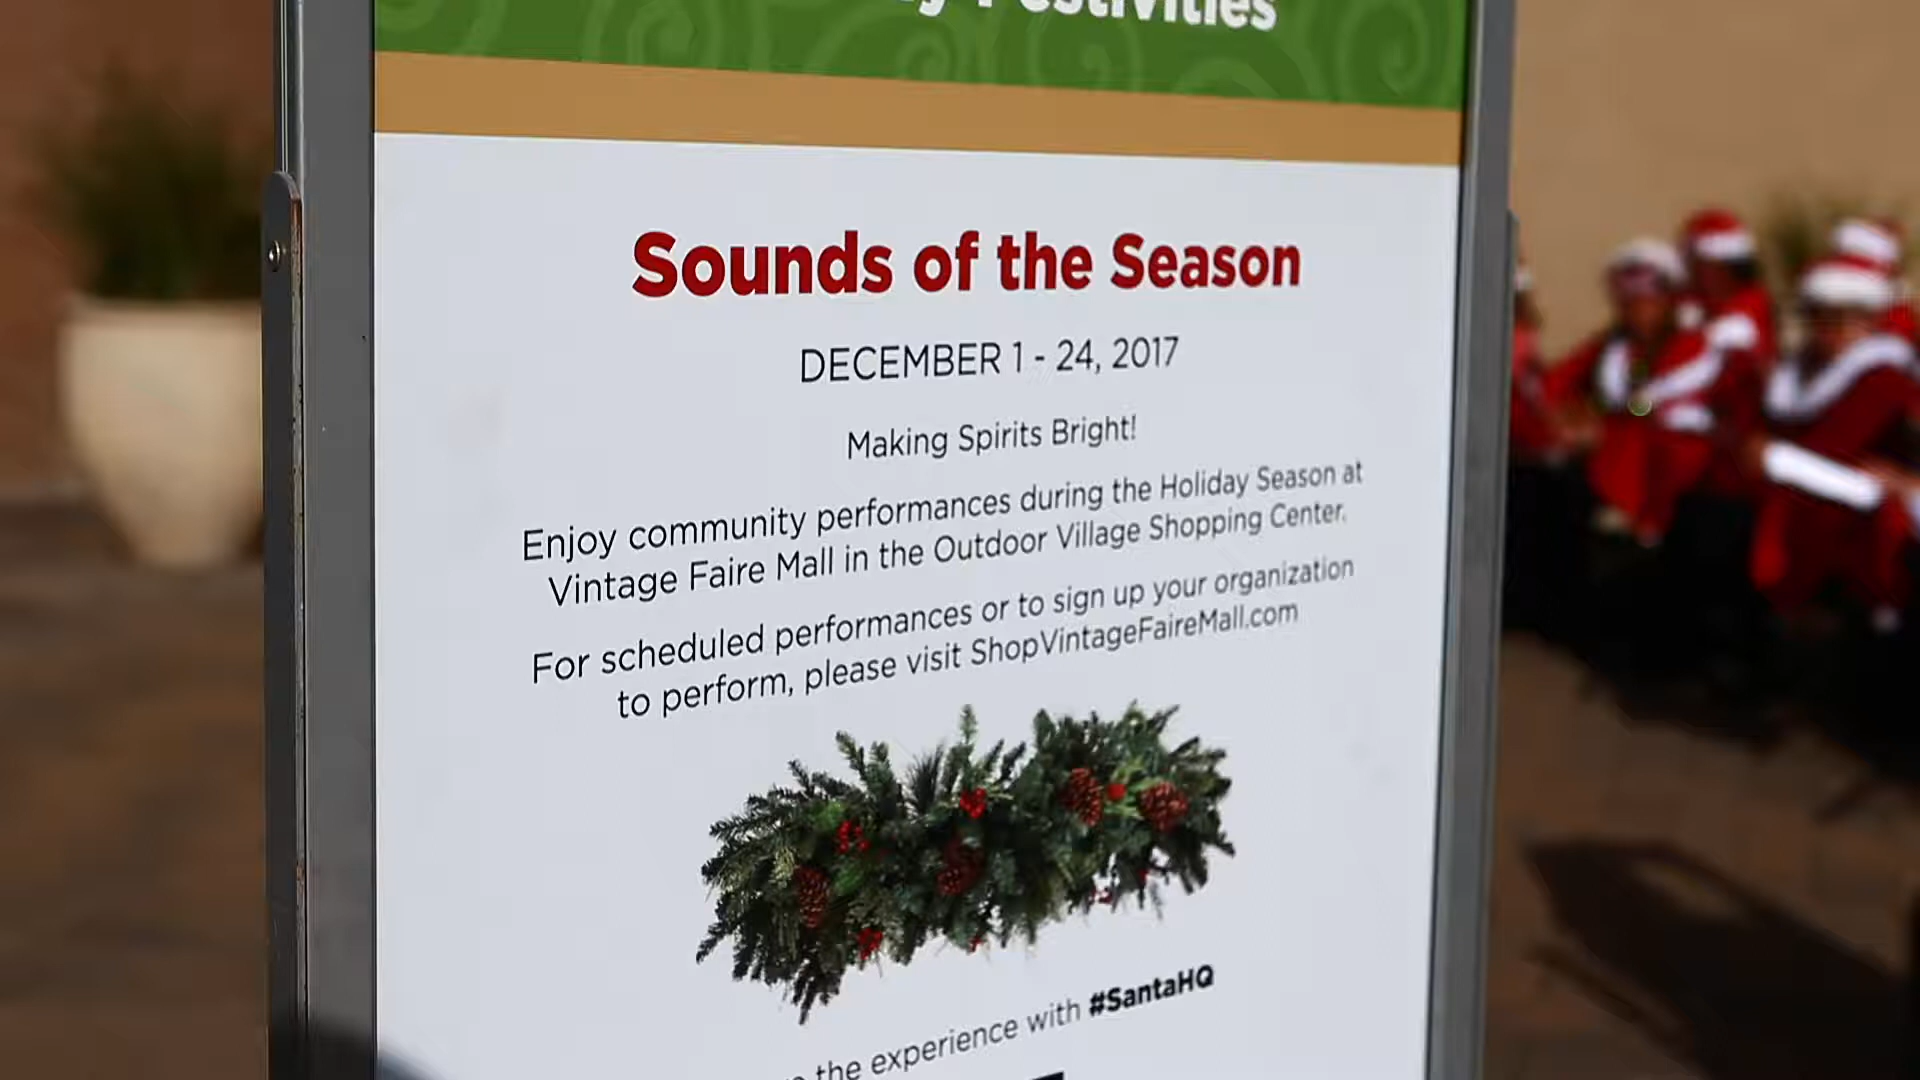 Festivities
Sounds of the Season
DECEMBER 1 - 24, 2017
Making Spirits Bright!
Enjoy community performances during the Holiday Season at
Vintage Faire Mall in the Outdoor Village Shopping Center.
For scheduled performances or to sign up your organization
to perform, please visit ShopVintageFaireMall.com
the experience with #SantaHQ